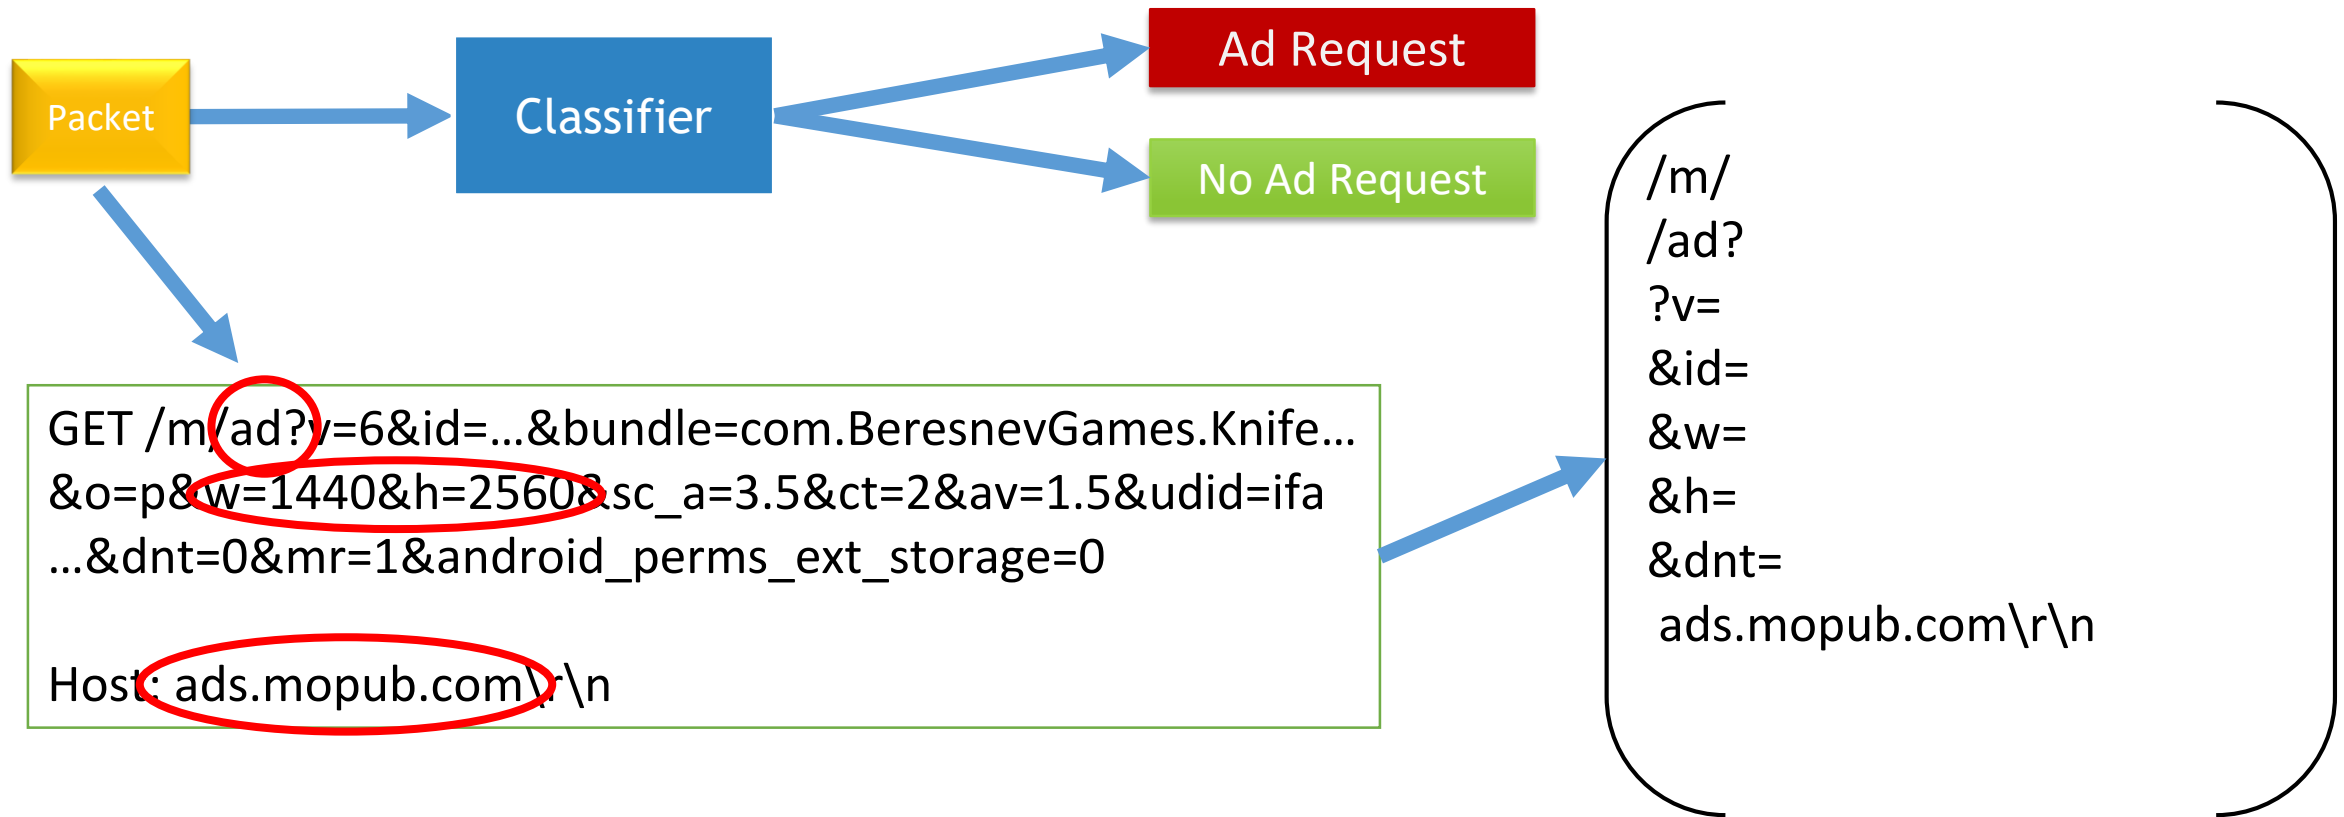 Packet
Classifier
Ad Request
No Ad Request
GET /m/ad?v=6&id=...&bundle=com.BeresnevGames.Knife...
&o=p&w=1440&h=2560&sc_a=3.5&ct=2&av=1.5&udid=ifa
...&dnt=0&mr=1&android_perms_ext_storage=0
Host: ads.mopub.com\r\n
/m/
/ad?
?v=
&id=
&w=
&h=
&dnt=
ads.mopub.com\r\n